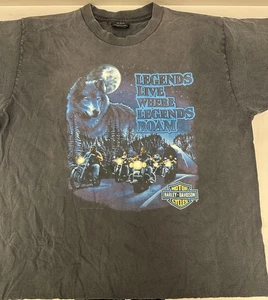 LEGENDS
LIVE
WHERE
LEGENDS
ROAM
MOTOR
HARLEY-DAVIDSON
CYCLES